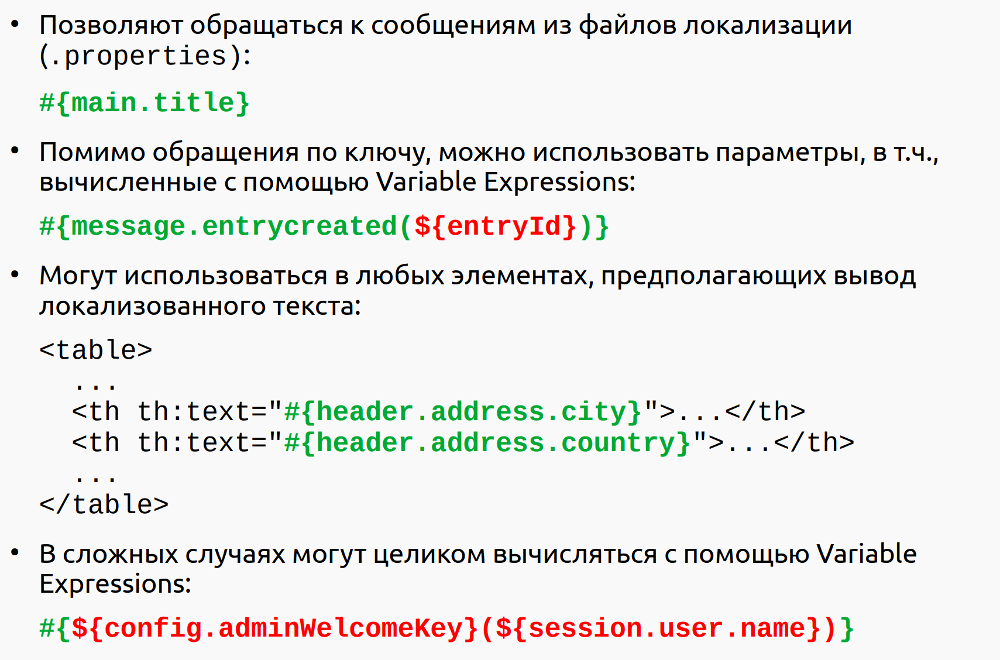 • Позволяют обращаться к сообщениям из файлов локализации
(.properties):
#{main.title}
• Помимо обращения по ключу, можно использовать параметры, в т.ч.,
вычисленные с помощью Variable Expressions:
#{message.entrycreated(${entryId})}
• Могут использоваться в любых элементах, предполагающих вывод
локализованного текста:
<table>
  ...
  <th th:text="#{header.address.city}">...</th>
  <th th:text="#{header.address.country}">...</th>
  ...
</table>
• В сложных случаях могут целиком вычисляться с помощью Variable
Expressions:
#{${config.adminWelcomeKey}(${session.user.name})}